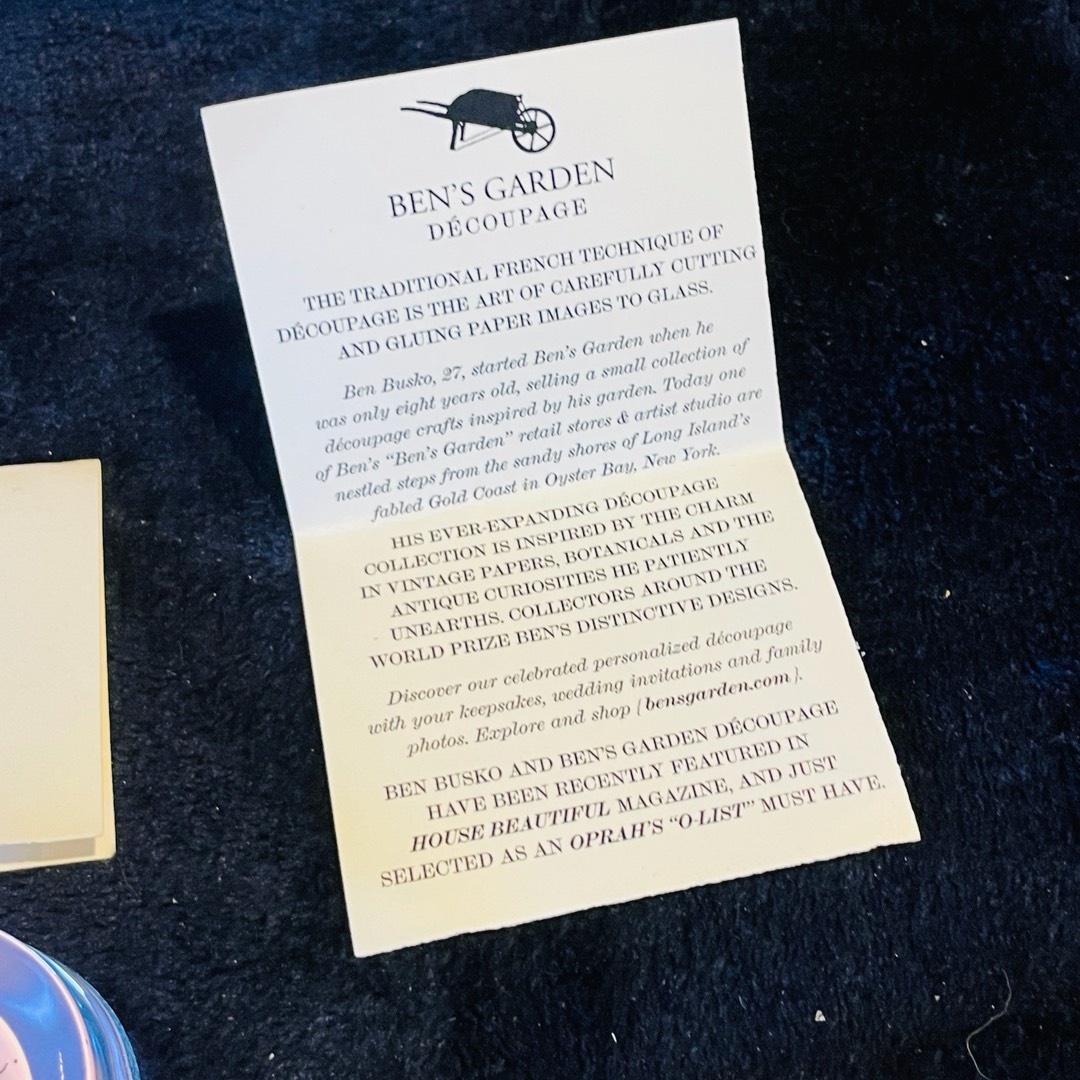 BEN'S GARDEN
DÉCOUPAGE
THE TRADITIONAL FRENCH TECHNIQUE OF
DÉCOUPAGE IS THE ART OF CAREFULLY CUTTING
AND GLUING PAPER IMAGES TO GLASS.
Ben Busko, 27, started Ben's Garden when he
was only eight years old, selling a small collection of
découpage crafts inspired by his garden. Today one
of Ben's “Ben's Garden” retail stores & artist studio are
nestled steps from the sandy shores of Long Island's
fabled Gold Coast in Oyster Bay, New York.
HIS EVER-EXPANDING DÉCOUPAGE
COLLECTION IS INSPIRED BY THE CHARM
IN VINTAGE PAPERS, BOTANICALS AND THE
ANTIQUE CURIOSITIES HE PATIENTLY
UNEARTHS. COLLECTORS AROUND THE
WORLD PRIZE BEN'S DISTINCTIVE DESIGNS.
Discover our celebrated personalized découpage
with your keepsakes, wedding invitations and family
photos. Explore and shop {bensgarden.com}.
BEN BUSKO AND BEN'S GARDEN DÉCOUPAGE
HAVE BEEN RECENTLY FEATURED IN
HOUSE BEAUTIFUL MAGAZINE, AND JUST
SELECTED AS AN OPRAH'S “O-LIST” MUST HAVE.